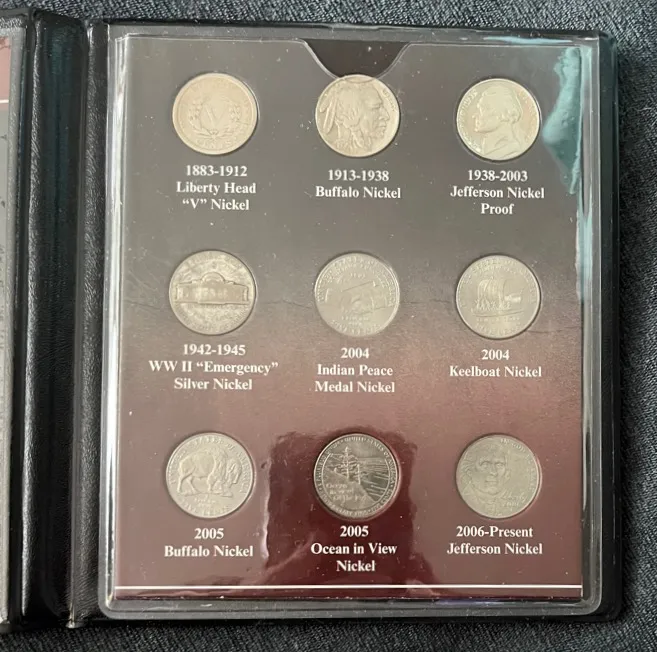 1883-1912
Liberty Head
“V” Nickel
1913-1938
Buffalo Nickel
1938-2003
Jefferson Nickel
Proof
1942-1945
WW II “Emergency”
Silver Nickel
2004
Indian Peace
Medal Nickel
2004
Keelboat Nickel
2005
Buffalo Nickel
2005
Ocean in View
Nickel
2006-Present
Jefferson Nickel